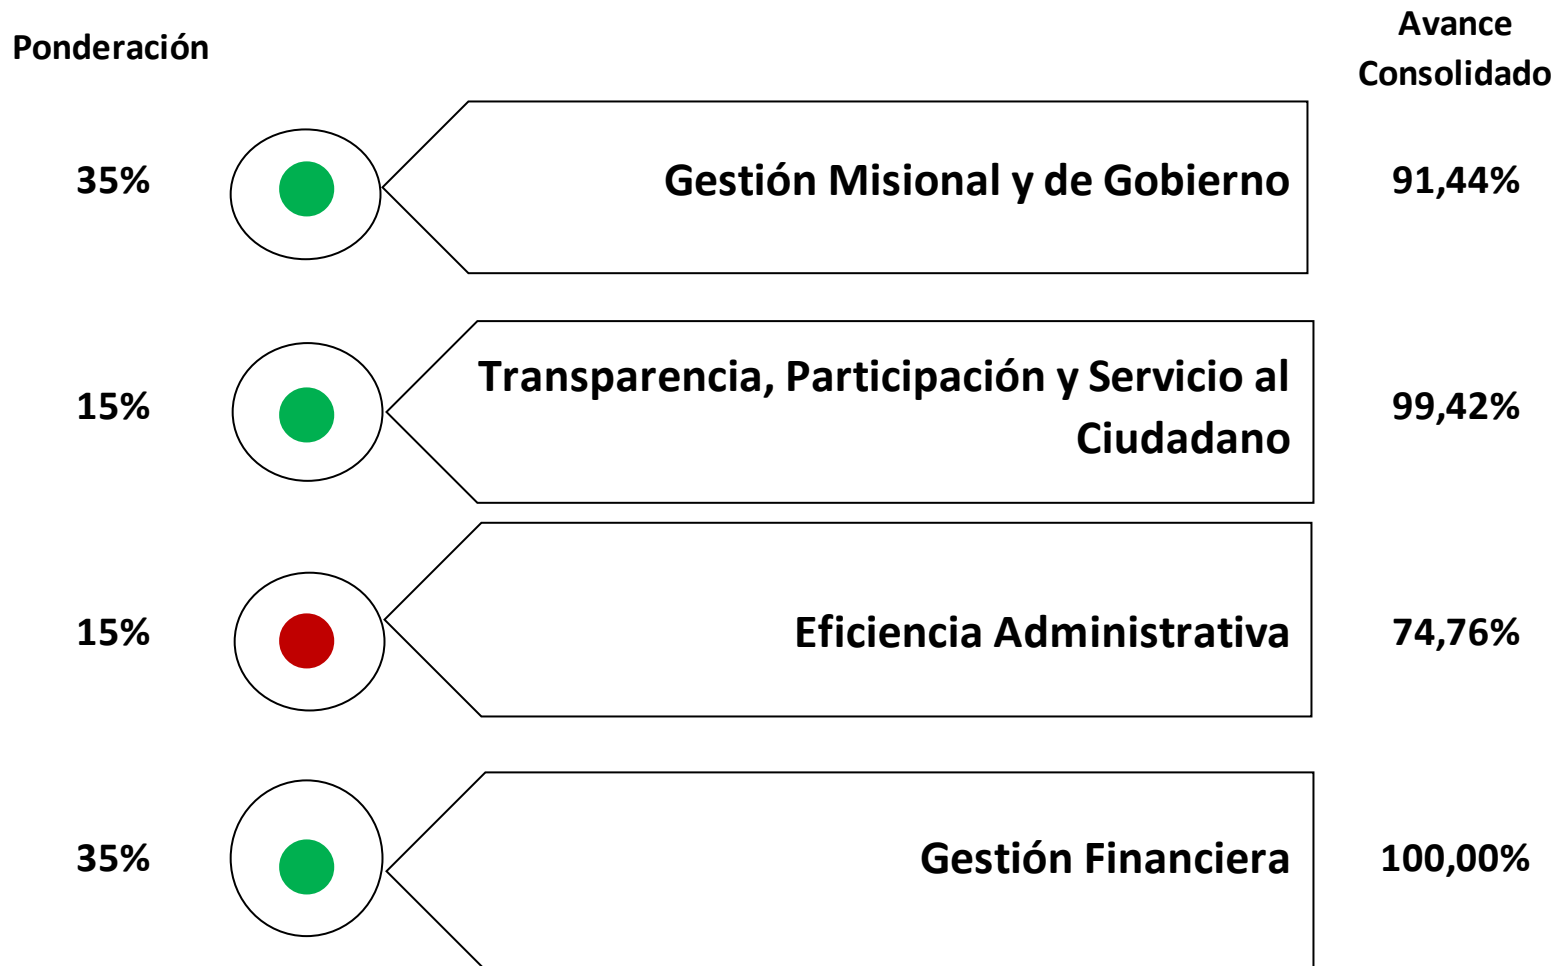 Ponderación
Avance
Consolidado
35%
Gestión Misional y de Gobierno
91,44%
15%
Transparencia, Participación y Servicio al
Ciudadano
99,42%
15%
Eficiencia Administrativa
74,76%
35%
Gestión Financiera
100,00%